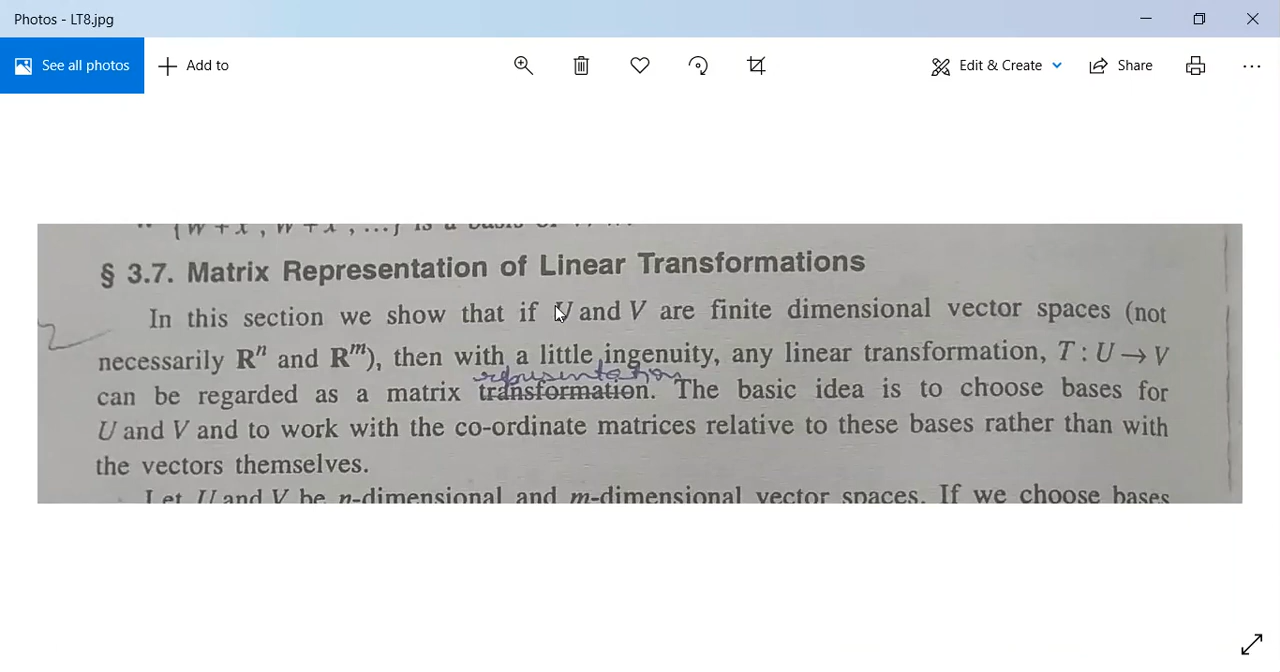 Photos - LT8.jpg
See all photos
Add to
Edit & Create
Share
§ 3.7. Matrix Representation of Linear Transformations
In this section we show that if U and V are finite dimensional vector spaces (not
necessarily Rⁿ and Rᵐ), then with a little ingenuity, any linear transformation, T : U → V
representation
can be regarded as a matrix transformation. The basic idea is to choose bases for
U and V and to work with the co-ordinate matrices relative to these bases rather than with
the vectors themselves.
Let U and V be n-dimensional and m-dimensional vector spaces. If we choose bases